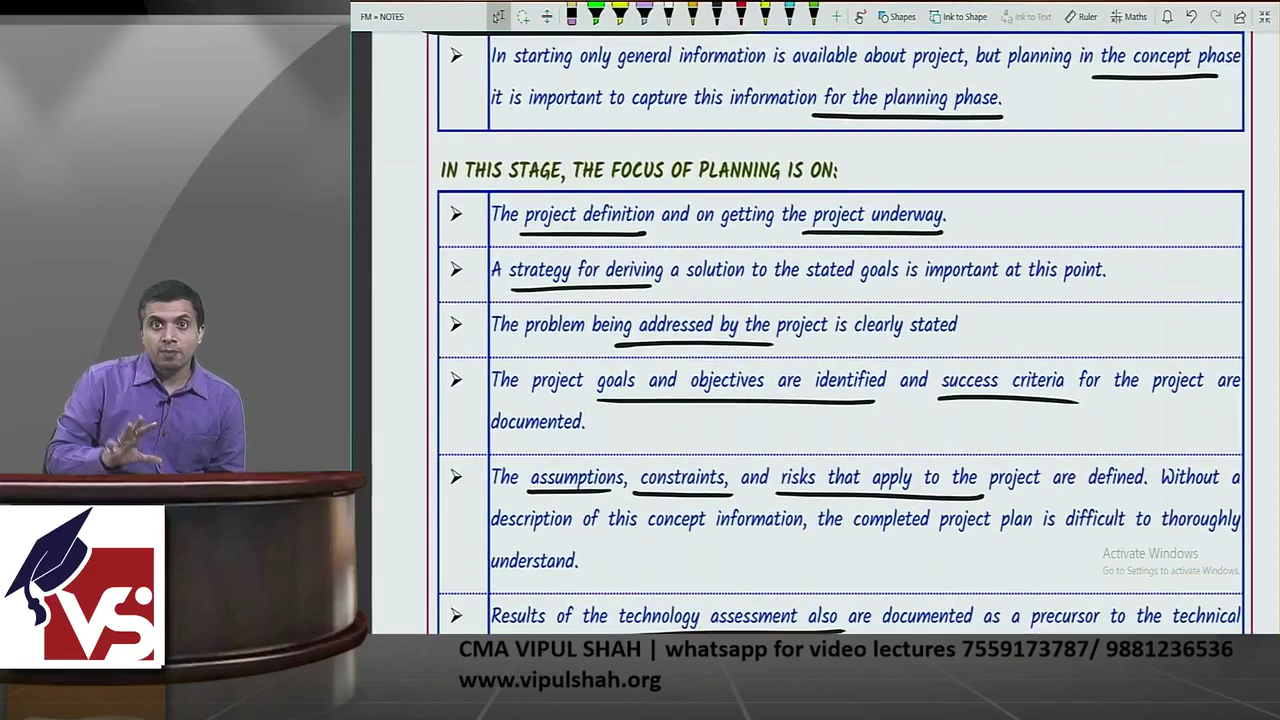 FM = NOTES
Shapes
Ink to Shape
Ink to Text
Ruler
Maths
In starting only general information is available about project, but planning in the concept phase
it is important to capture this information for the planning phase.
IN THIS STAGE, THE FOCUS OF PLANNING IS ON:
The project definition and on getting the project underway.
A strategy for deriving a solution to the stated goals is important at this point.
The problem being addressed by the project is clearly stated
The project goals and objectives are identified and success criteria for the project are
documented.
The assumptions, constraints, and risks that apply to the project are defined. Without a
description of this concept information, the completed project plan is difficult to thoroughly
understand.
Activate Windows
Go to Settings to activate Windows.
Results of the technology assessment also are documented as a precursor to the technical
VS
CMA VIPUL SHAH | whatsapp for video lectures 7559173787/ 9881236536
www.vipulshah.org